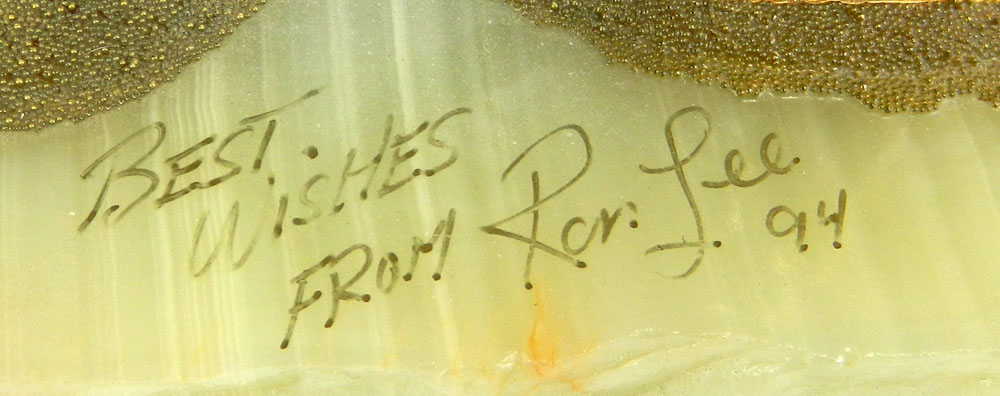 BEST WISHES
FROM Ron Lee 94